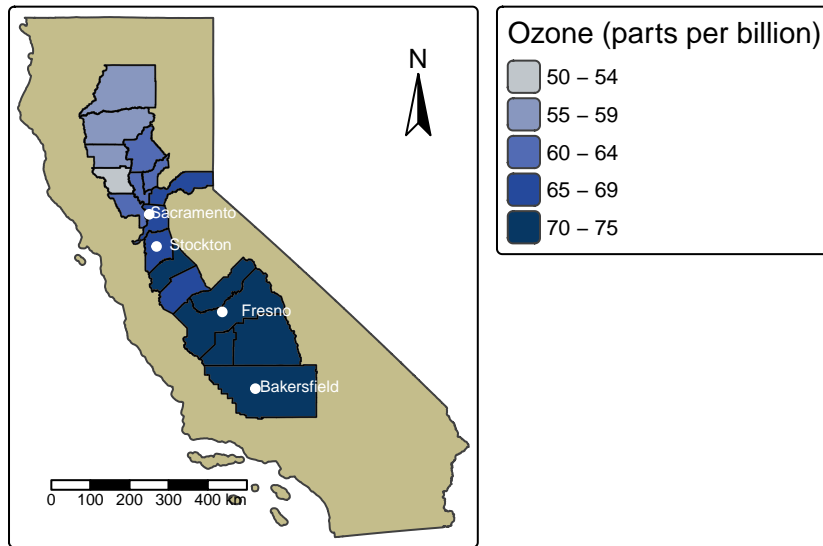 N
Sacramento
Stockton
Fresno
Bakersfield
0 100 200 300 400 km
Ozone (parts per billion)
50 – 54
55 – 59
60 – 64
65 – 69
70 – 75